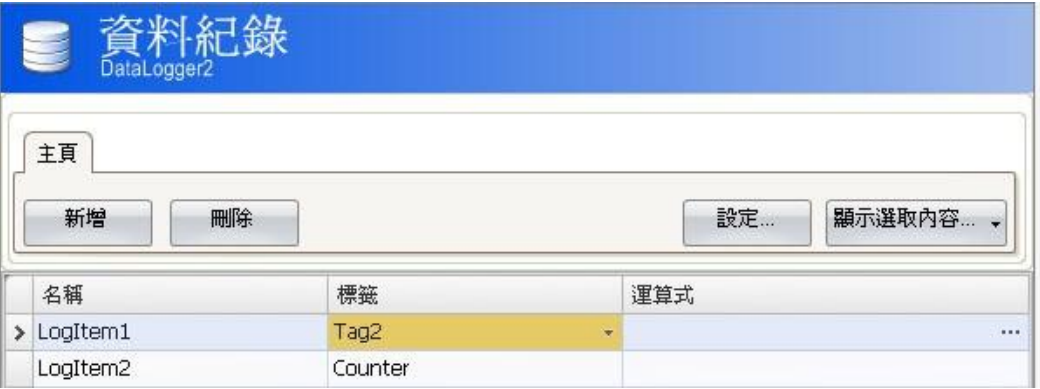 資料紀錄
DataLogger2
主頁
新增 刪除 設定... 顯示選取內容...
名稱 標籤 運算式
LogItem1 Tag2 ...
LogItem2 Counter